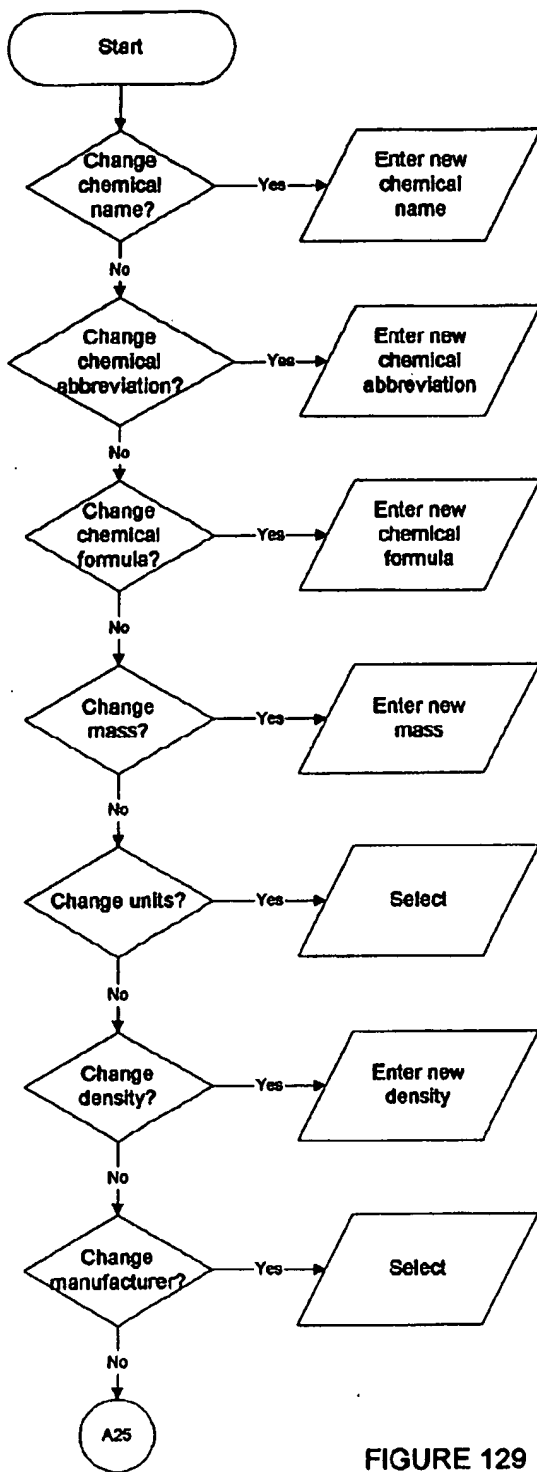 Start
Change
chemical
name?
Yes
Enter new
chemical
name
No
Change
chemical
abbreviation?
Yes
Enter new
chemical
abbreviation
No
Change
chemical
formula?
Yes
Enter new
chemical
formula
No
Change
mass?
Yes
Enter new
mass
No
Change units?
Yes
Select
No
Change
density?
Yes
Enter new
density
No
Change
manufacturer?
Yes
Select
No
A25
FIGURE 129